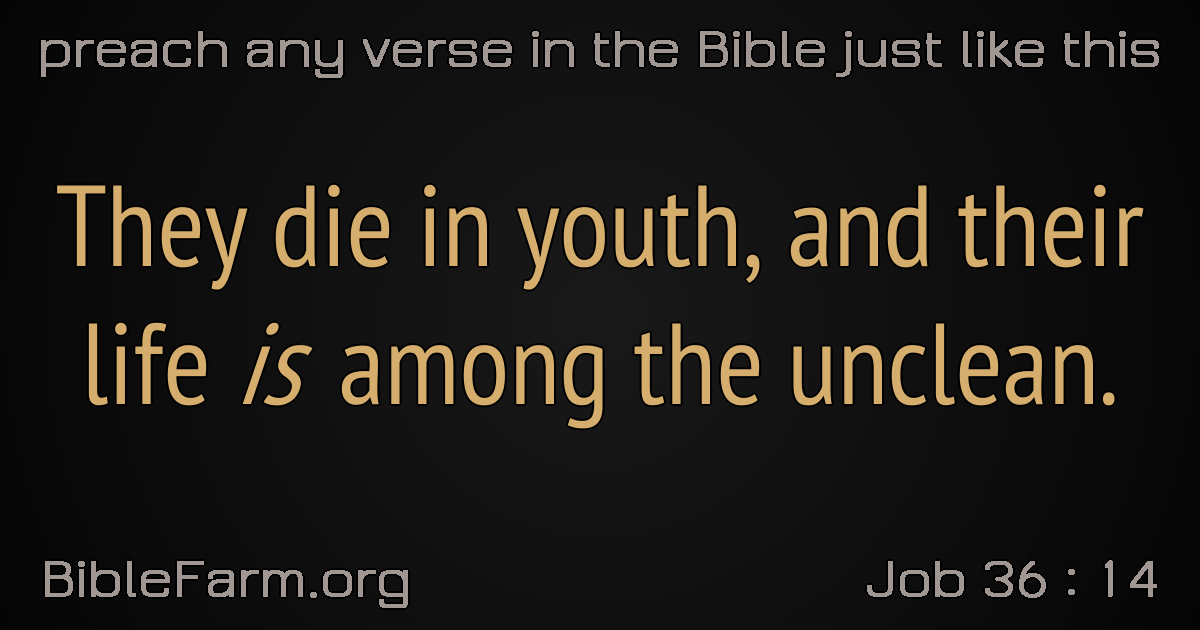 preach any verse in the Bible just like this
They die in youth, and their
life is among the unclean.
BibleFarm.org
Job 36 : 14